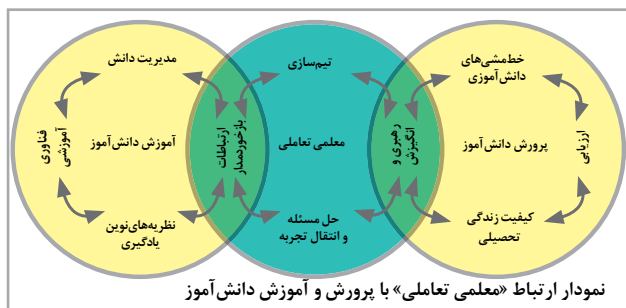 خط‌مشی‌های
دانش‌آموزی
ارزیابی
پرورش دانش‌آموز
رهبری و
انگیزش
کیفیت زندگی
تحصیلی
تیم‌سازی
معلمی تعاملی
حل مسئله
و انتقال تجربه
ارتباطات
بازخوردمدار
مدیریت دانش
آموزش دانش‌آموز
فناوری
آموزشی
نظریه‌های نوین
یادگیری
نمودار ارتباط «معلمی تعاملی» با پرورش و آموزش دانش‌آموز